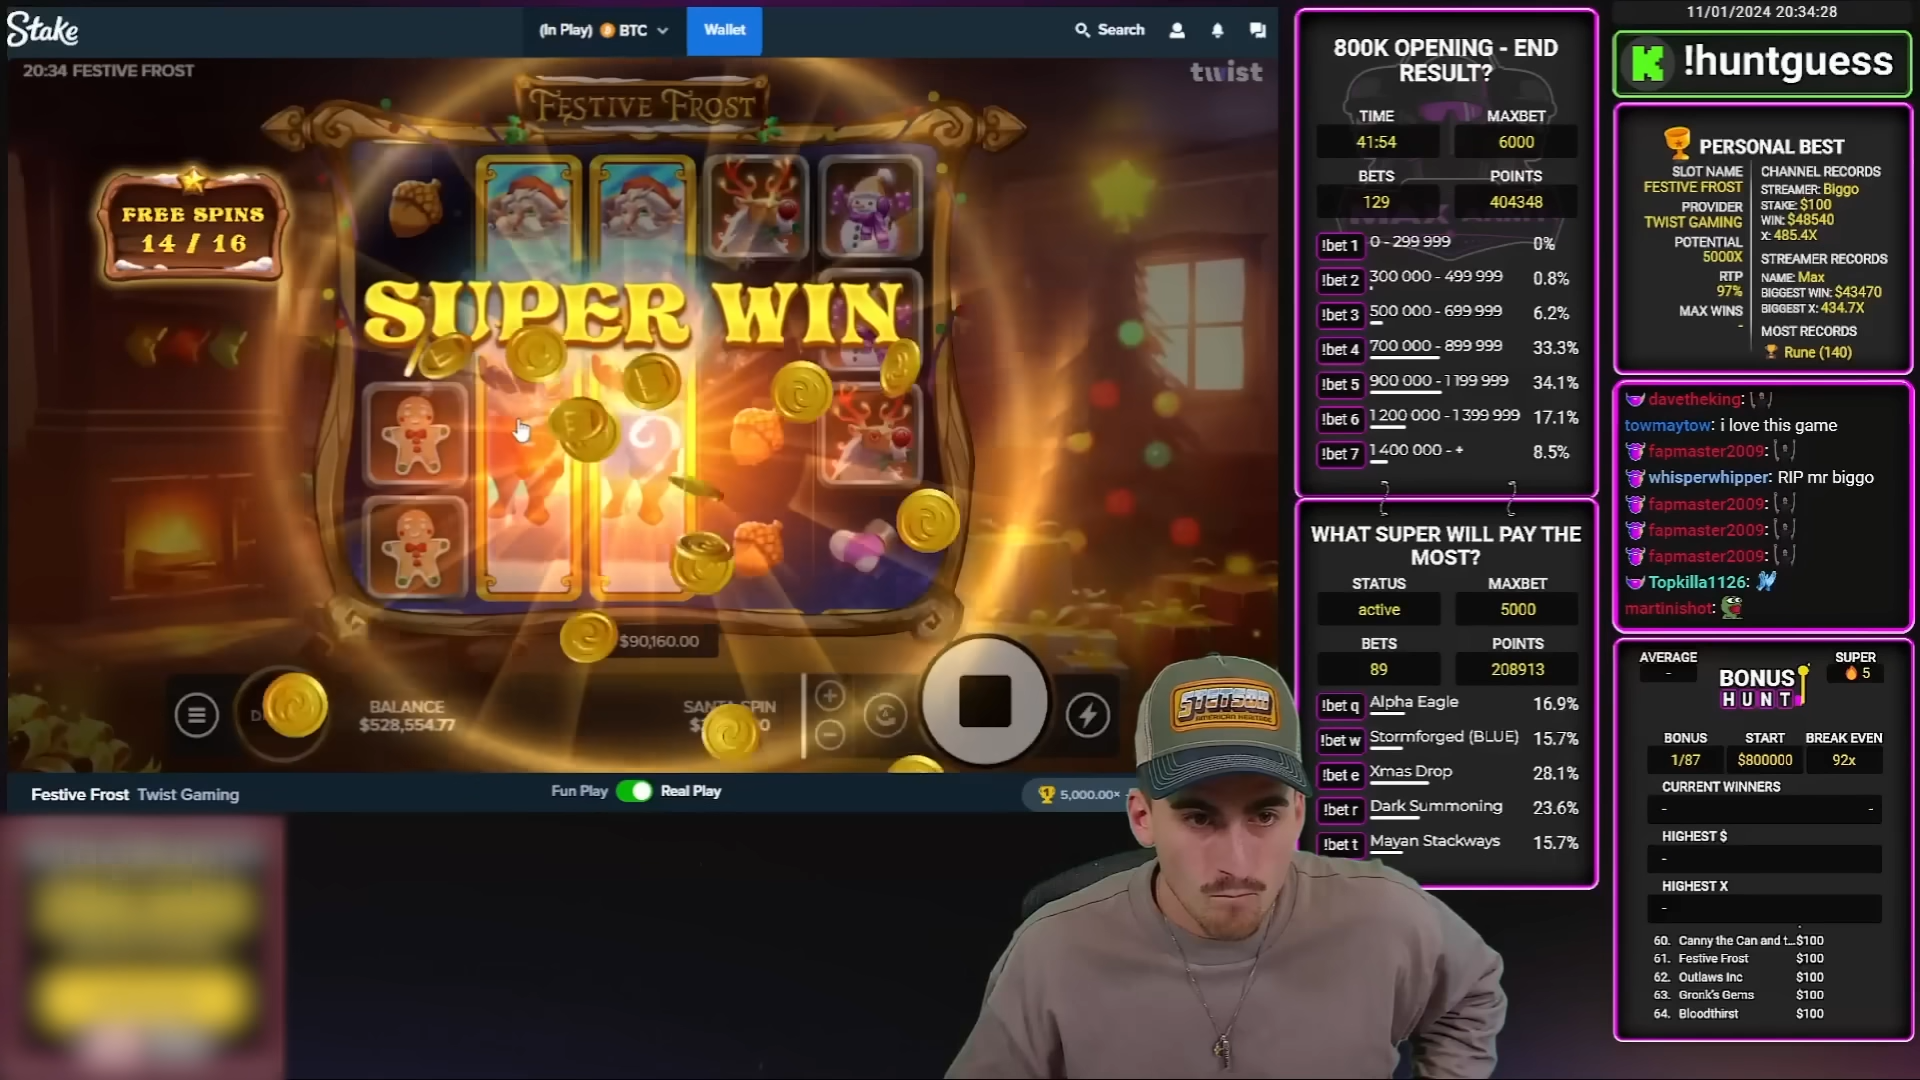 Stake
(In Play) BTC
Wallet
Search
20:34 FESTIVE FROST
twist
FESTIVE FROST
FREE SPINS
14 / 16
SUPER WIN
$90,160.00
BALANCE
$528,554.77
Festive Frost Twist Gaming
Fun Play Real Play
5,000.00×
STETSON
AMERICAN HERITAGE
800K OPENING - END
RESULT?
TIME MAXBET
41:54 6000
BETS POINTS
129 404348
!bet 1 0 - 299 999 0%
!bet 2 300 000 - 499 999 0.8%
!bet 3 500 000 - 699 999 6.2%
!bet 4 700 000 - 899 999 33.3%
!bet 5 900 000 - 1 199 999 34.1%
!bet 6 1 200 000 - 1 399 999 17.1%
!bet 7 1 400 000 - + 8.5%
WHAT SUPER WILL PAY THE
MOST?
STATUS MAXBET
active 5000
BETS POINTS
89 208913
!bet q Alpha Eagle 16.9%
!bet w Stormforged (BLUE) 15.7%
!bet e Xmas Drop 28.1%
!bet r Dark Summoning 23.6%
!bet t Mayan Stackways 15.7%
11/01/2024 20:34:28
K !huntguess
PERSONAL BEST
SLOT NAME
FESTIVE FROST
PROVIDER
TWIST GAMING
POTENTIAL
5000X
RTP
97%
MAX WINS
-
CHANNEL RECORDS
STREAMER: Biggo
STAKE: $100
WIN: $48540
X: 485.4X
STREAMER RECORDS
NAME: Max
BIGGEST WIN: $43470
BIGGEST X: 434.7X
MOST RECORDS
Rune (140)
davetheking:
towmaytow: i love this game
fapmaster2009:
whisperwhipper: RIP mr biggo
fapmaster2009:
fapmaster2009:
fapmaster2009:
Topkilla1126:
martinishot:
AVERAGE
-
BONUS
HUNT
SUPER
5
BONUS START BREAK EVEN
1/87 $800000 92x
CURRENT WINNERS
- -
HIGHEST $
-
HIGHEST X
-
60. Canny the Can and t... $100
61. Festive Frost $100
62. Outlaws Inc $100
63. Gronk's Gems $100
64. Bloodthirst $100